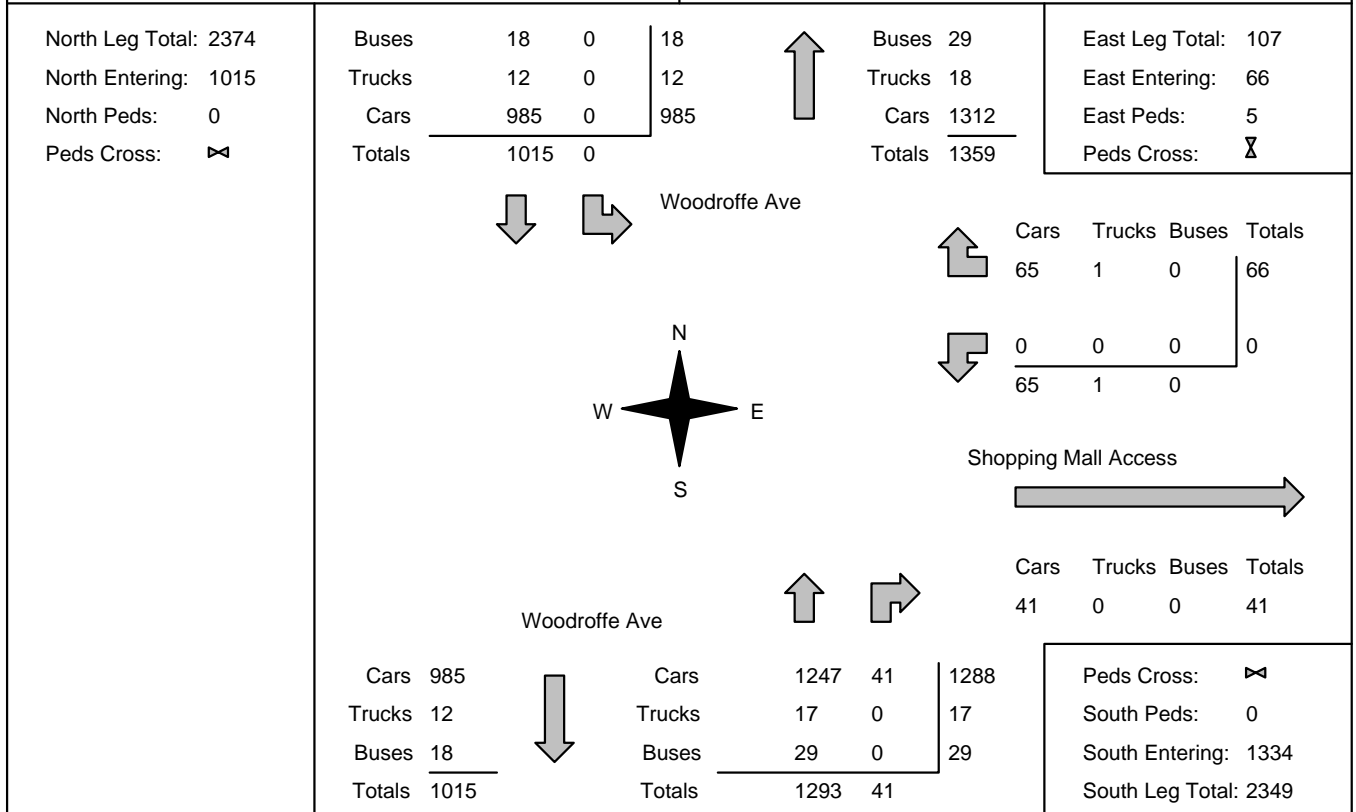 North Leg Total: 2374
North Entering: 1015
North Peds: 0
Peds Cross:
Buses 18 0 18
Trucks 12 0 12
Cars 985 0 985
Totals 1015 0
Buses 29
Trucks 18
Cars 1312
Totals 1359
East Leg Total: 107
East Entering: 66
East Peds: 5
Peds Cross:
Woodroffe Ave
Cars Trucks Buses Totals
65 1 0 66
0 0 0 0
65 1 0
N
W E
S
Shopping Mall Access
Cars Trucks Buses Totals
41 0 0 41
Woodroffe Ave
Cars 985
Trucks 12
Buses 18
Totals 1015
Cars 1247 41 1288
Trucks 17 0 17
Buses 29 0 29
Totals 1293 41
Peds Cross:
South Peds: 0
South Entering: 1334
South Leg Total: 2349